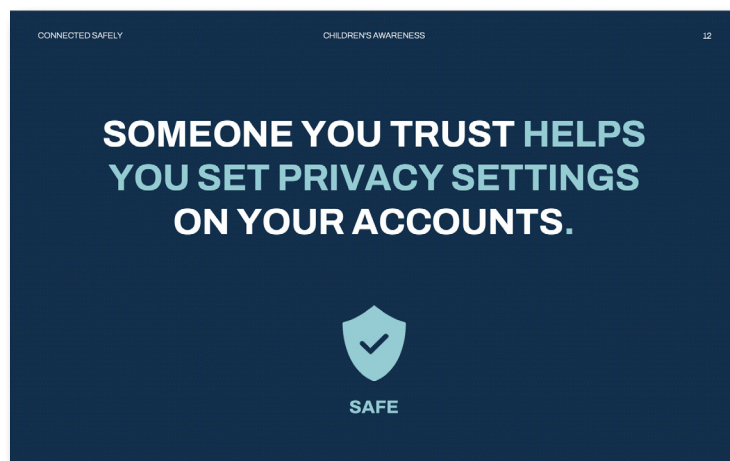 CONNECTED SAFELY
CHILDREN'S AWARENESS
12
SOMEONE YOU TRUST HELPS
YOU SET PRIVACY SETTINGS
ON YOUR ACCOUNTS.
SAFE